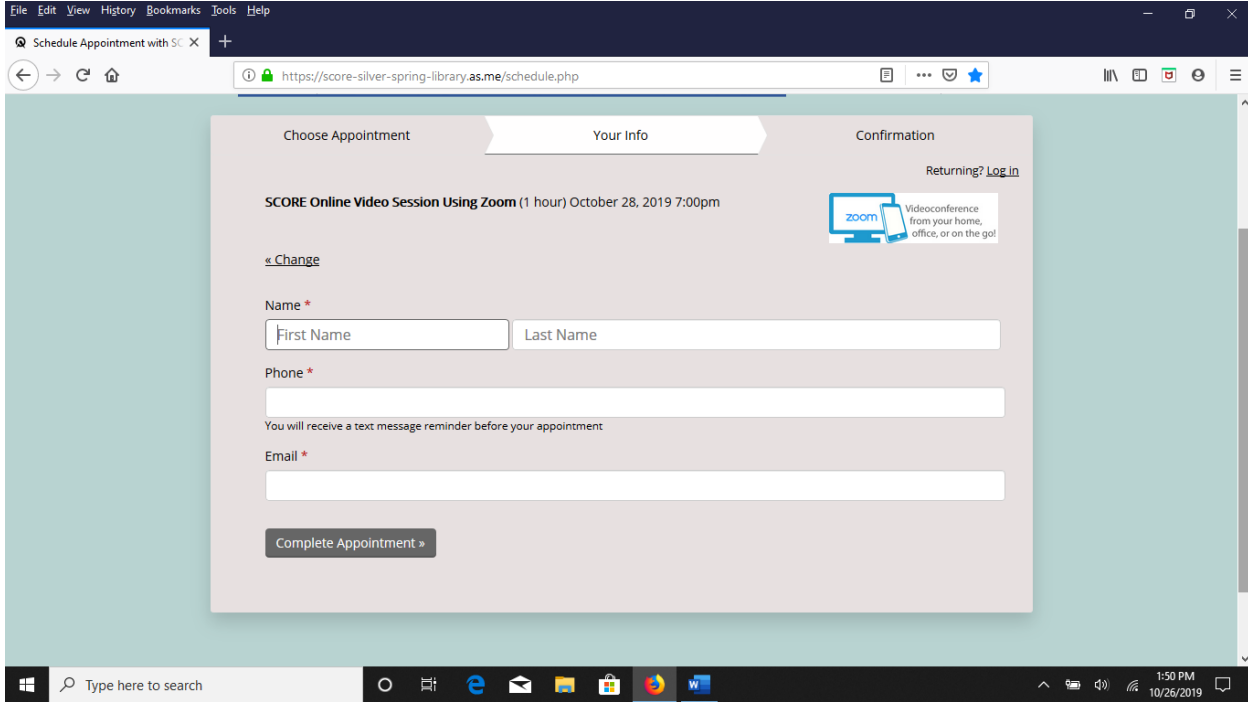 File Edit View History Bookmarks Tools Help
Schedule Appointment with SC
https://score-silver-spring-library.as.me/schedule.php
Choose Appointment Your Info Confirmation
Returning? Log in
SCORE Online Video Session Using Zoom (1 hour) October 28, 2019 7:00pm
zoom
Videoconference
from your home,
office, or on the go!
« Change
Name *
First Name Last Name
Phone *
You will receive a text message reminder before your appointment
Email *
Complete Appointment »
Type here to search
1:50 PM
10/26/2019